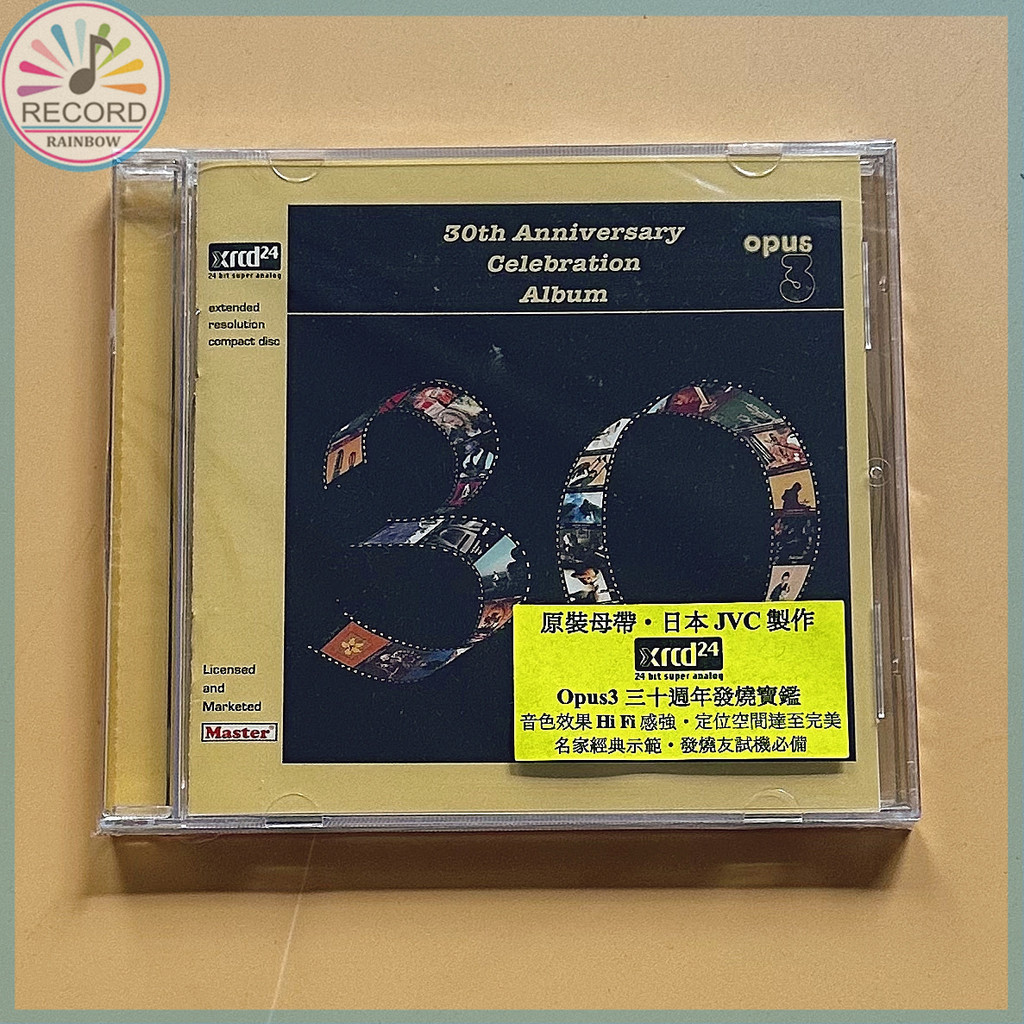 RECORD
RAINBOW
30th Anniversary
Celebration
Album
opus
3
xrcd24
24 bit super analog
extended
resolution
compact disc
Licensed
and
Marketed
Master
原裝母帶・日本 JVC 製作
xrcd24
24 bit super analog
Opus3 三十週年發燒寶鑑
音色效果 Hi Fi 感強・定位空間達至完美
名家經典示範・發燒友試機必備